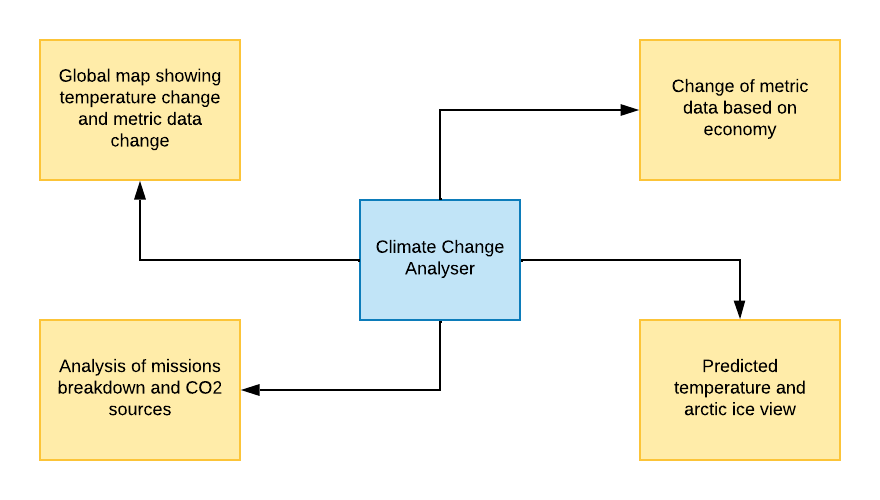 Global map showing
temperature change
and metric data
change
Change of metric
data based on
economy
Climate Change
Analyser
Analysis of missions
breakdown and CO2
sources
Predicted
temperature and
arctic ice view